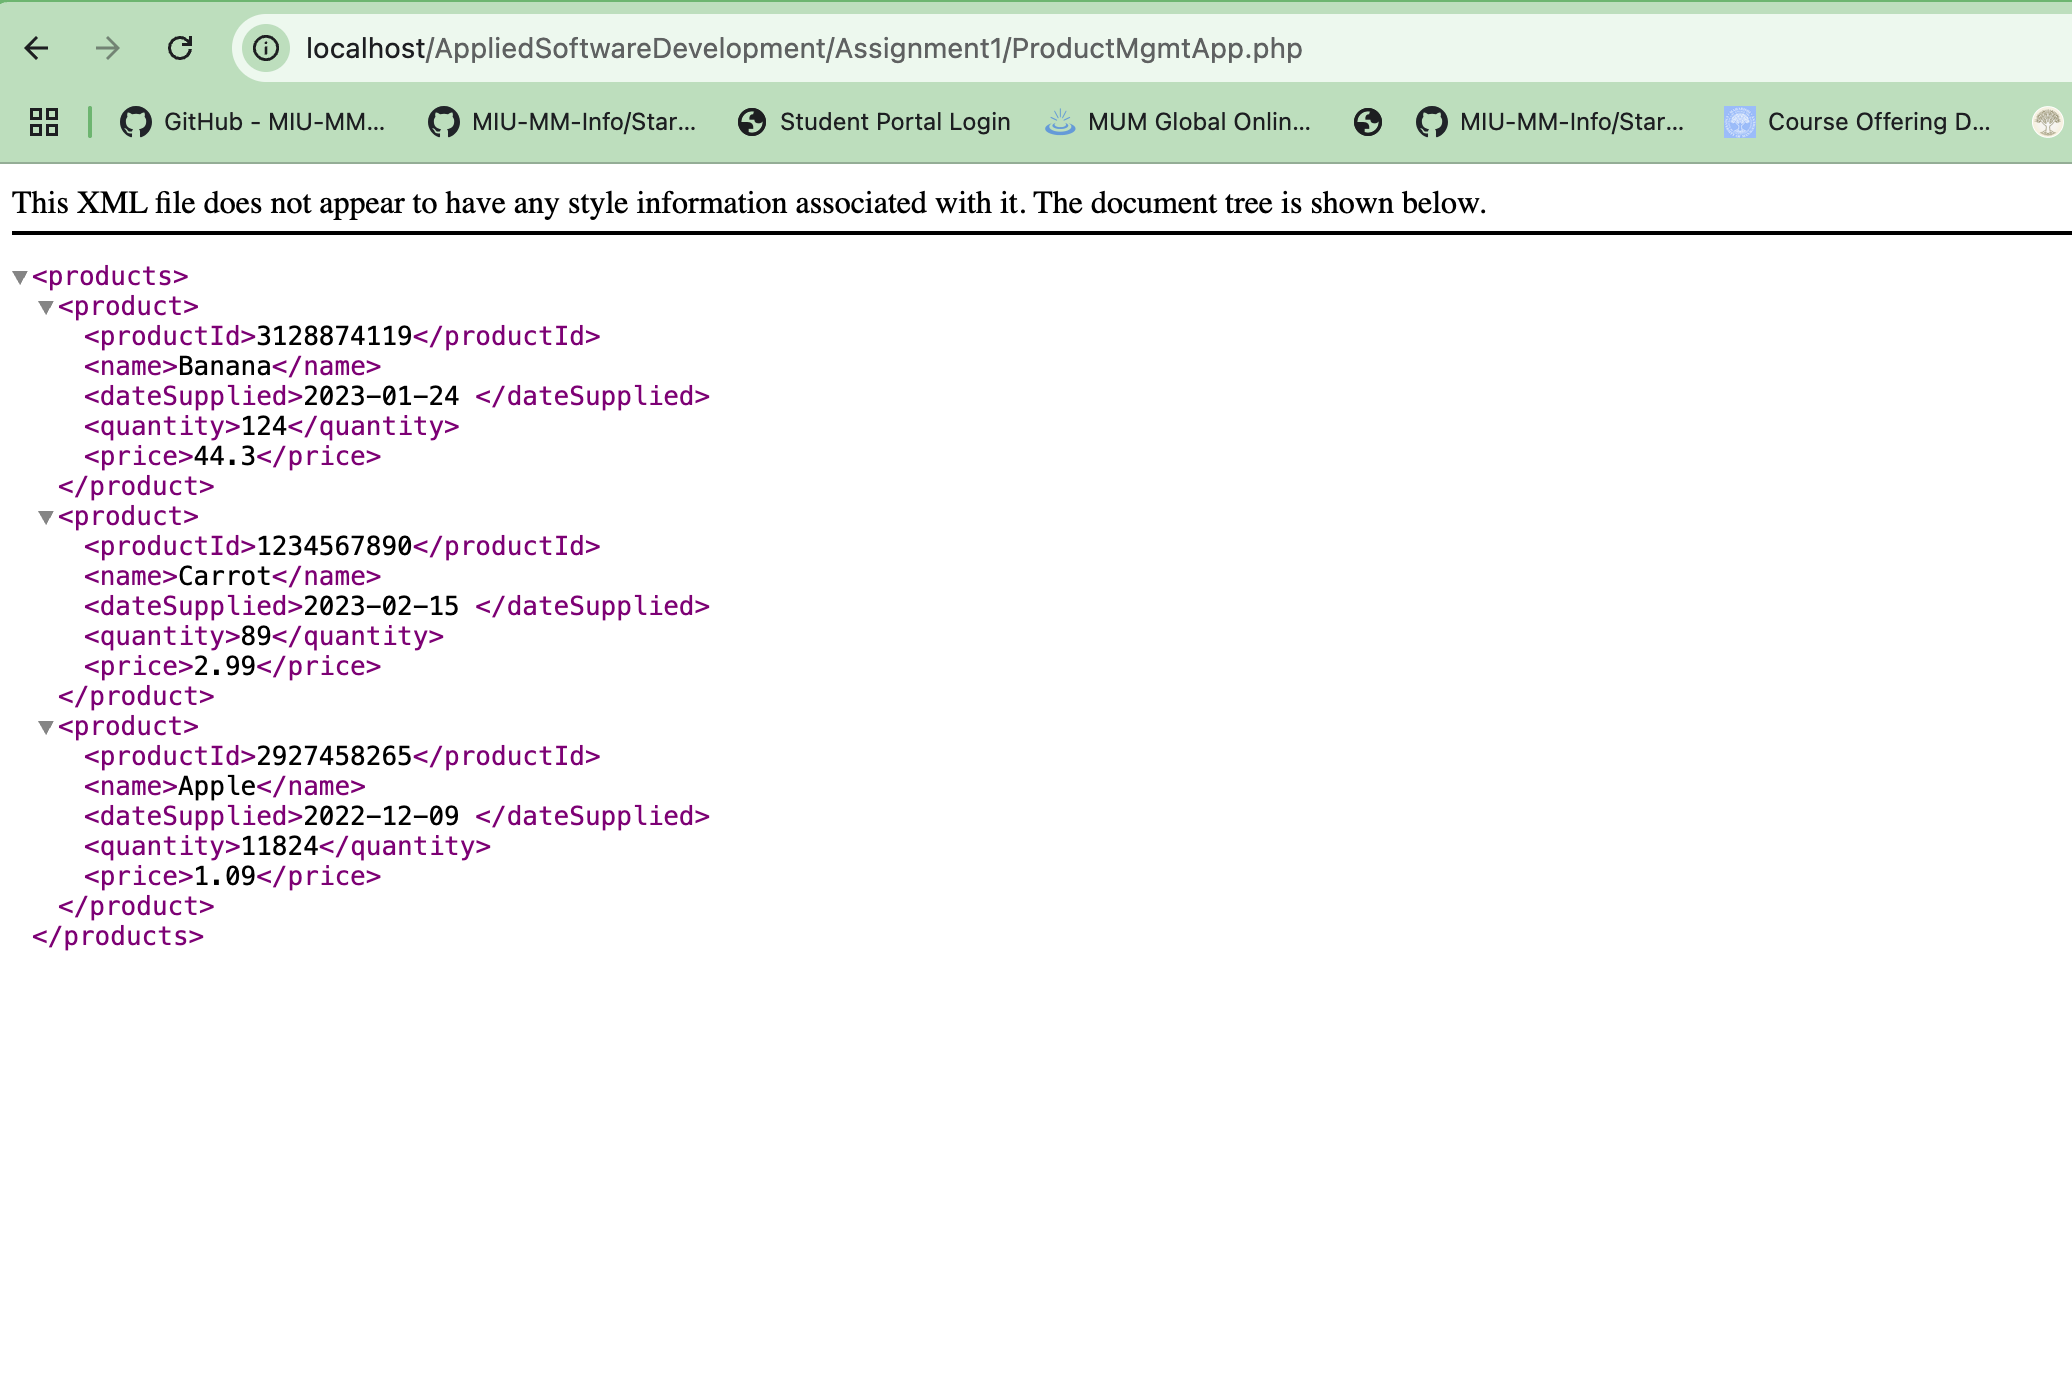 localhost/AppliedSoftwareDevelopment/Assignment1/ProductMgmtApp.php
GitHub - MIU-MM... MIU-MM-Info/Star... Student Portal Login MUM Global Onlin... MIU-MM-Info/Star... Course Offering D...
This XML file does not appear to have any style information associated with it. The document tree is shown below.
<products>
<product>
<productId>3128874119</productId>
<name>Banana</name>
<dateSupplied>2023-01-24 </dateSupplied>
<quantity>124</quantity>
<price>44.3</price>
</product>
<product>
<productId>1234567890</productId>
<name>Carrot</name>
<dateSupplied>2023-02-15 </dateSupplied>
<quantity>89</quantity>
<price>2.99</price>
</product>
<product>
<productId>2927458265</productId>
<name>Apple</name>
<dateSupplied>2022-12-09 </dateSupplied>
<quantity>11824</quantity>
<price>1.09</price>
</product>
</products>